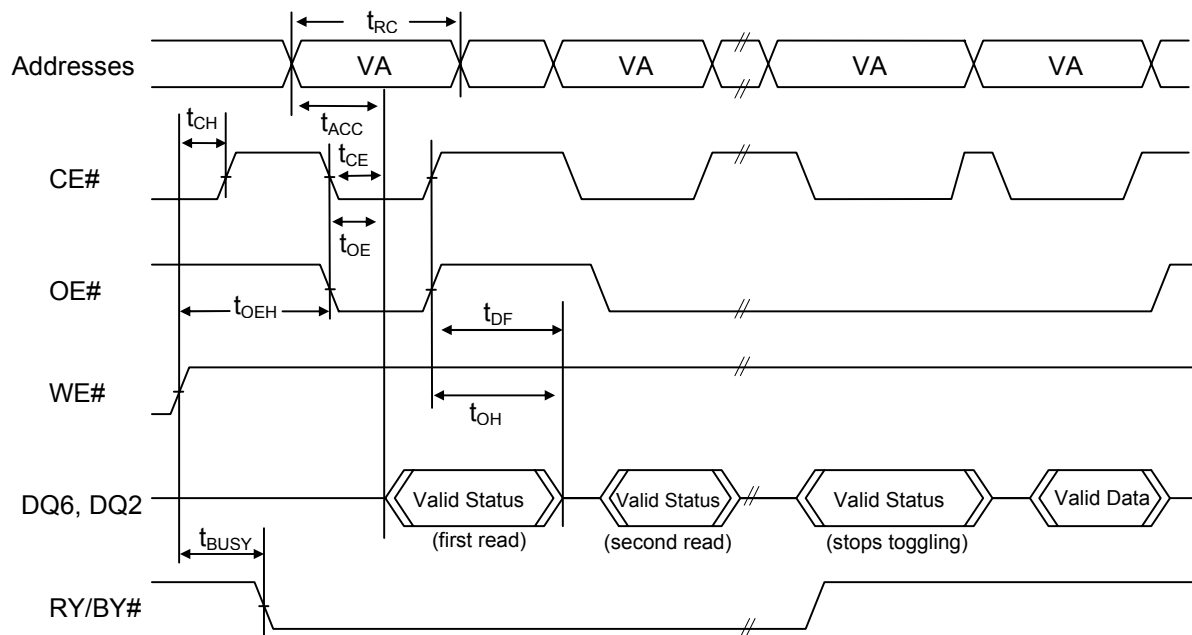 tRC
Addresses VA VA VA VA
tCH
tACC
CE# tCE
tOE
OE#
tOEH
tDF
WE#
tOH
DQ6, DQ2 Valid Status Valid Status Valid Status Valid Data
(first read) (second read) (stops toggling)
tBUSY
RY/BY#